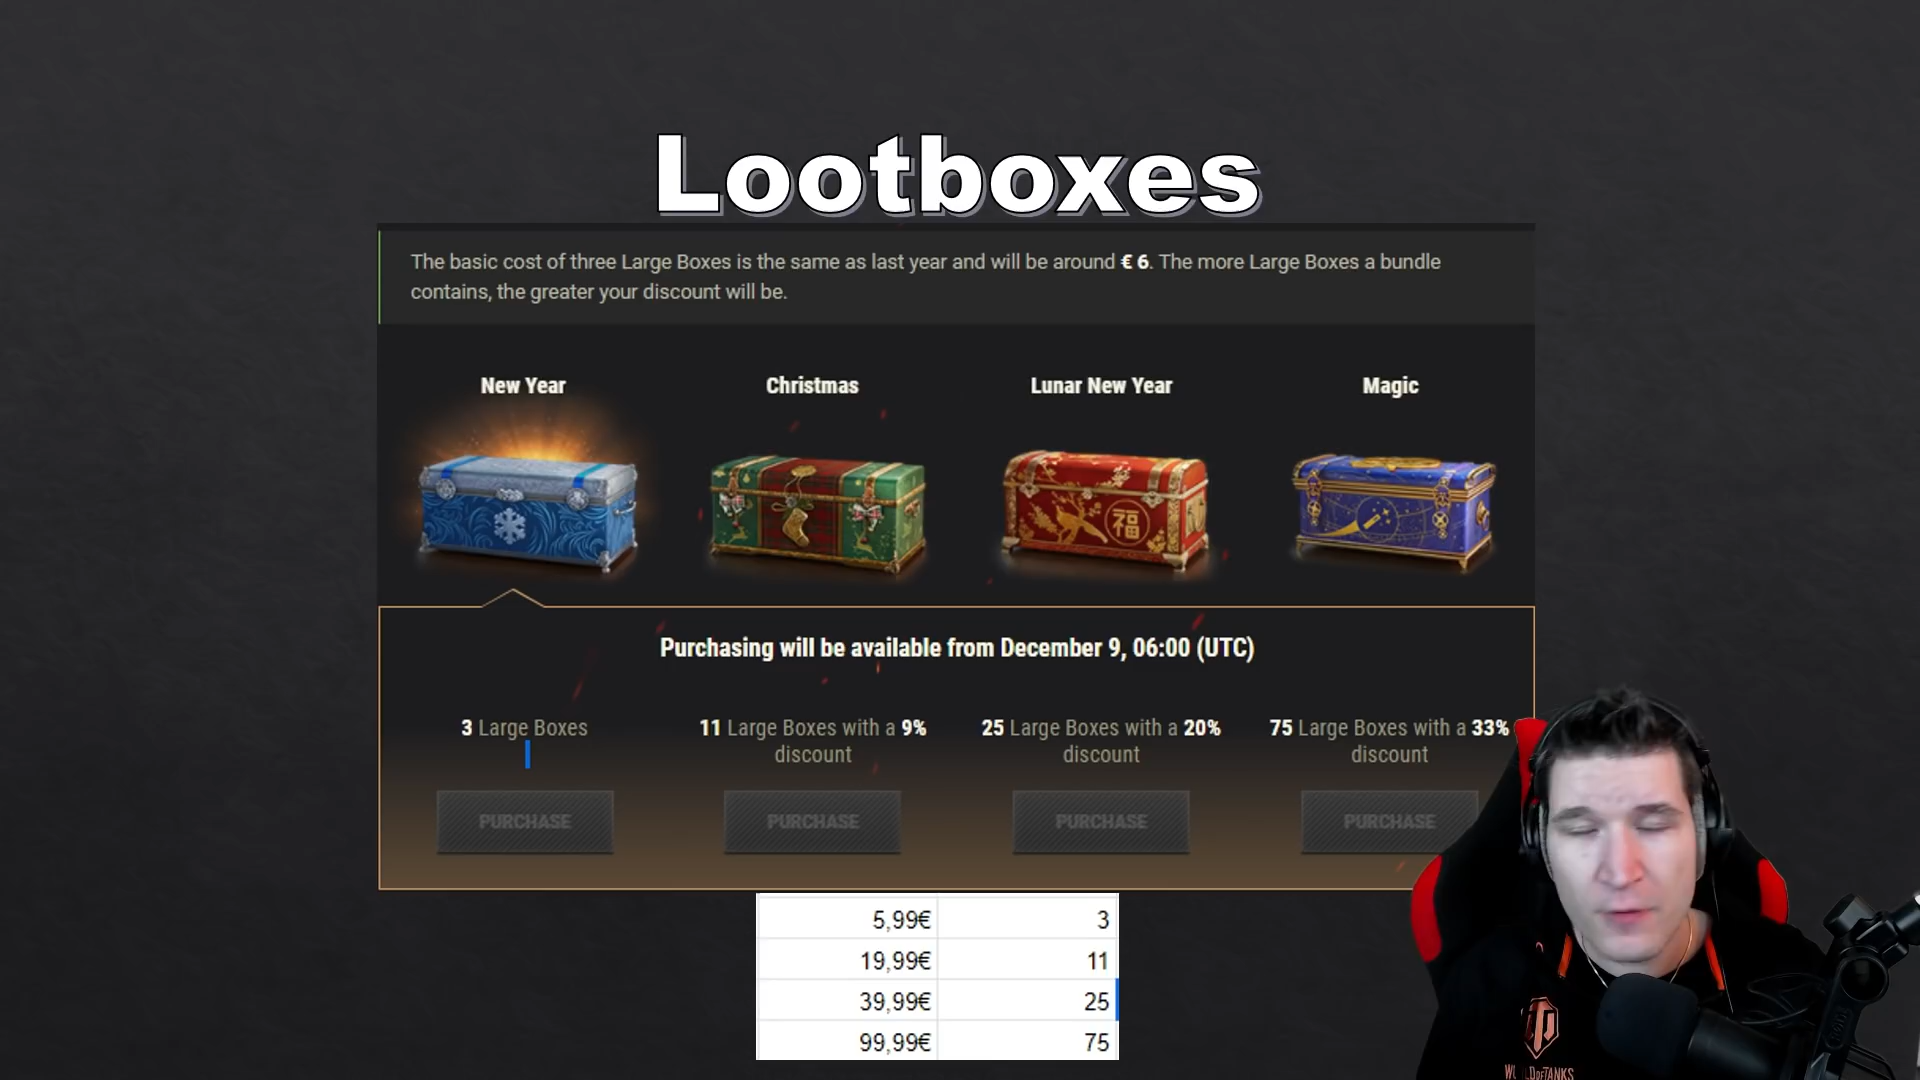 Lootboxes
The basic cost of three Large Boxes is the same as last year and will be around € 6. The more Large Boxes a bundle
contains, the greater your discount will be.
New Year
Christmas
Lunar New Year
Magic
福
Purchasing will be available from December 9, 06:00 (UTC)
3 Large Boxes
11 Large Boxes with a 9%
discount
25 Large Boxes with a 20%
discount
75 Large Boxes with a 33%
discount
PURCHASE
PURCHASE
PURCHASE
PURCHASE
5,99€ 3
19,99€ 11
39,99€ 25
99,99€ 75
WORLD OF TANKS